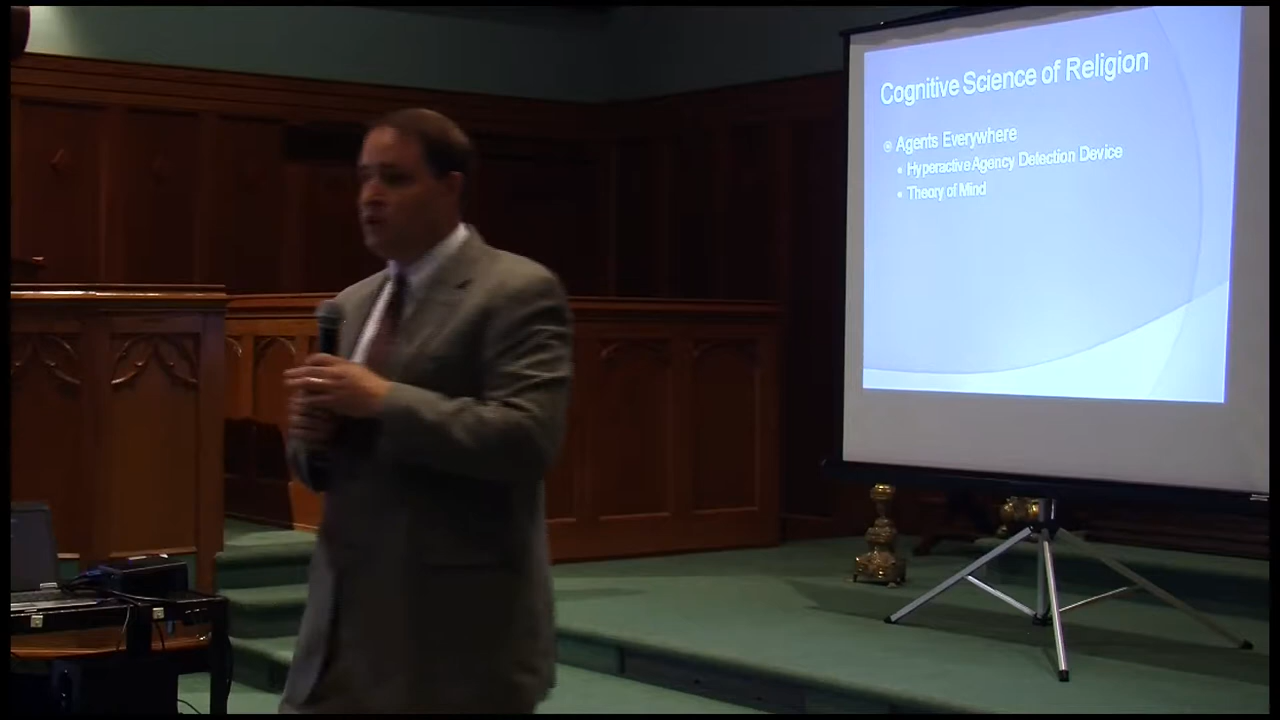 Cognitive Science of Religion
Agents Everywhere
Hyperactive Agency Detection Device
Theory of Mind